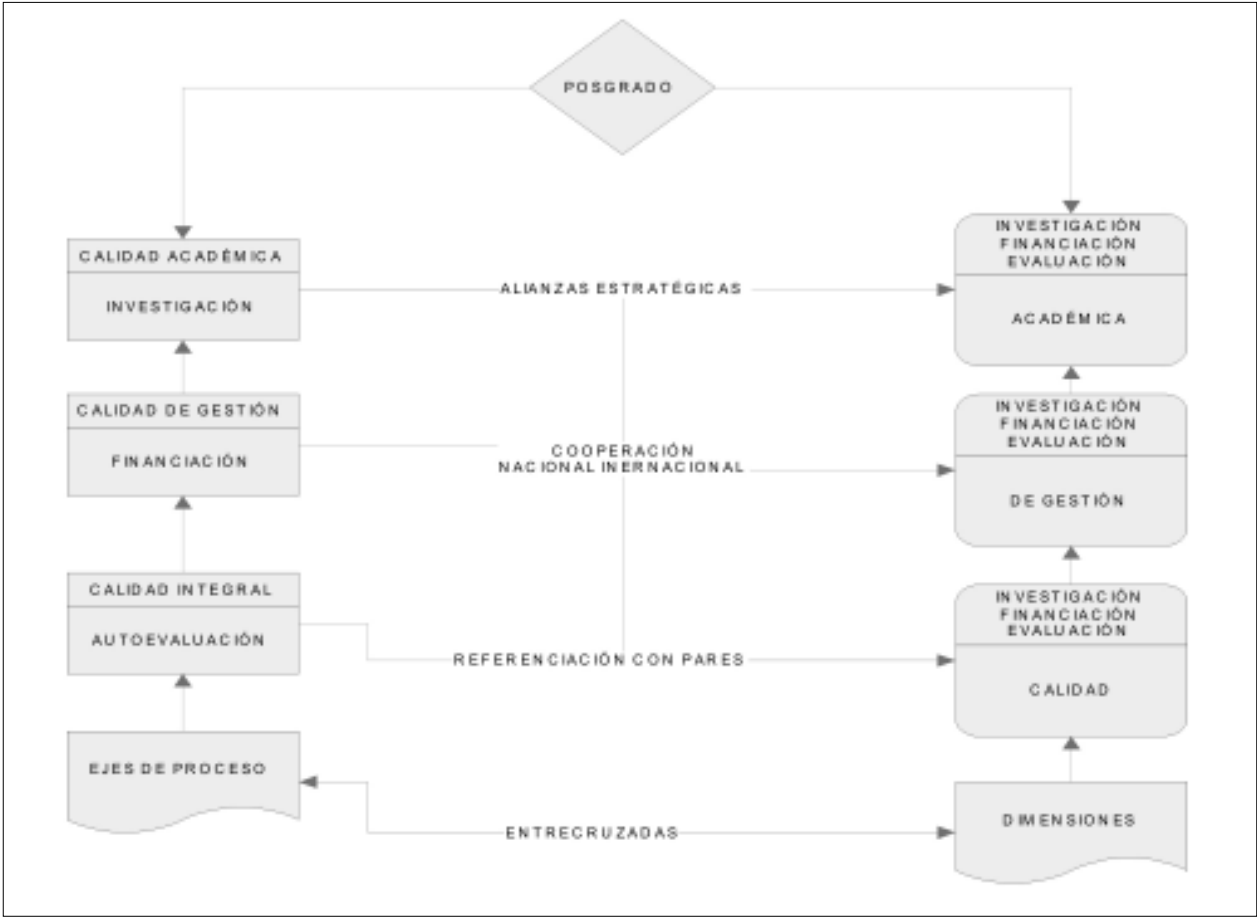 POSGRADO
CALIDAD ACADÉMICA
INVESTIGACIÓN
ALIANZAS ESTRATÉGICAS
INVESTIGACIÓN
FINANCIACIÓN
EVALUACIÓN
ACADÉMICA
CALIDAD DE GESTIÓN
FINANCIACIÓN
COOPERACIÓN
NACIONAL INERNACIONAL
INVESTIGACIÓN
FINANCIACIÓN
EVALUACIÓN
DE GESTIÓN
CALIDAD INTEGRAL
AUTOEVALUACIÓN
REFERENCIACIÓN CON PARES
INVESTIGACIÓN
FINANCIACIÓN
EVALUACIÓN
CALIDAD
EJES DE PROCESO
ENTRECRUZADAS
DIMENSIONES